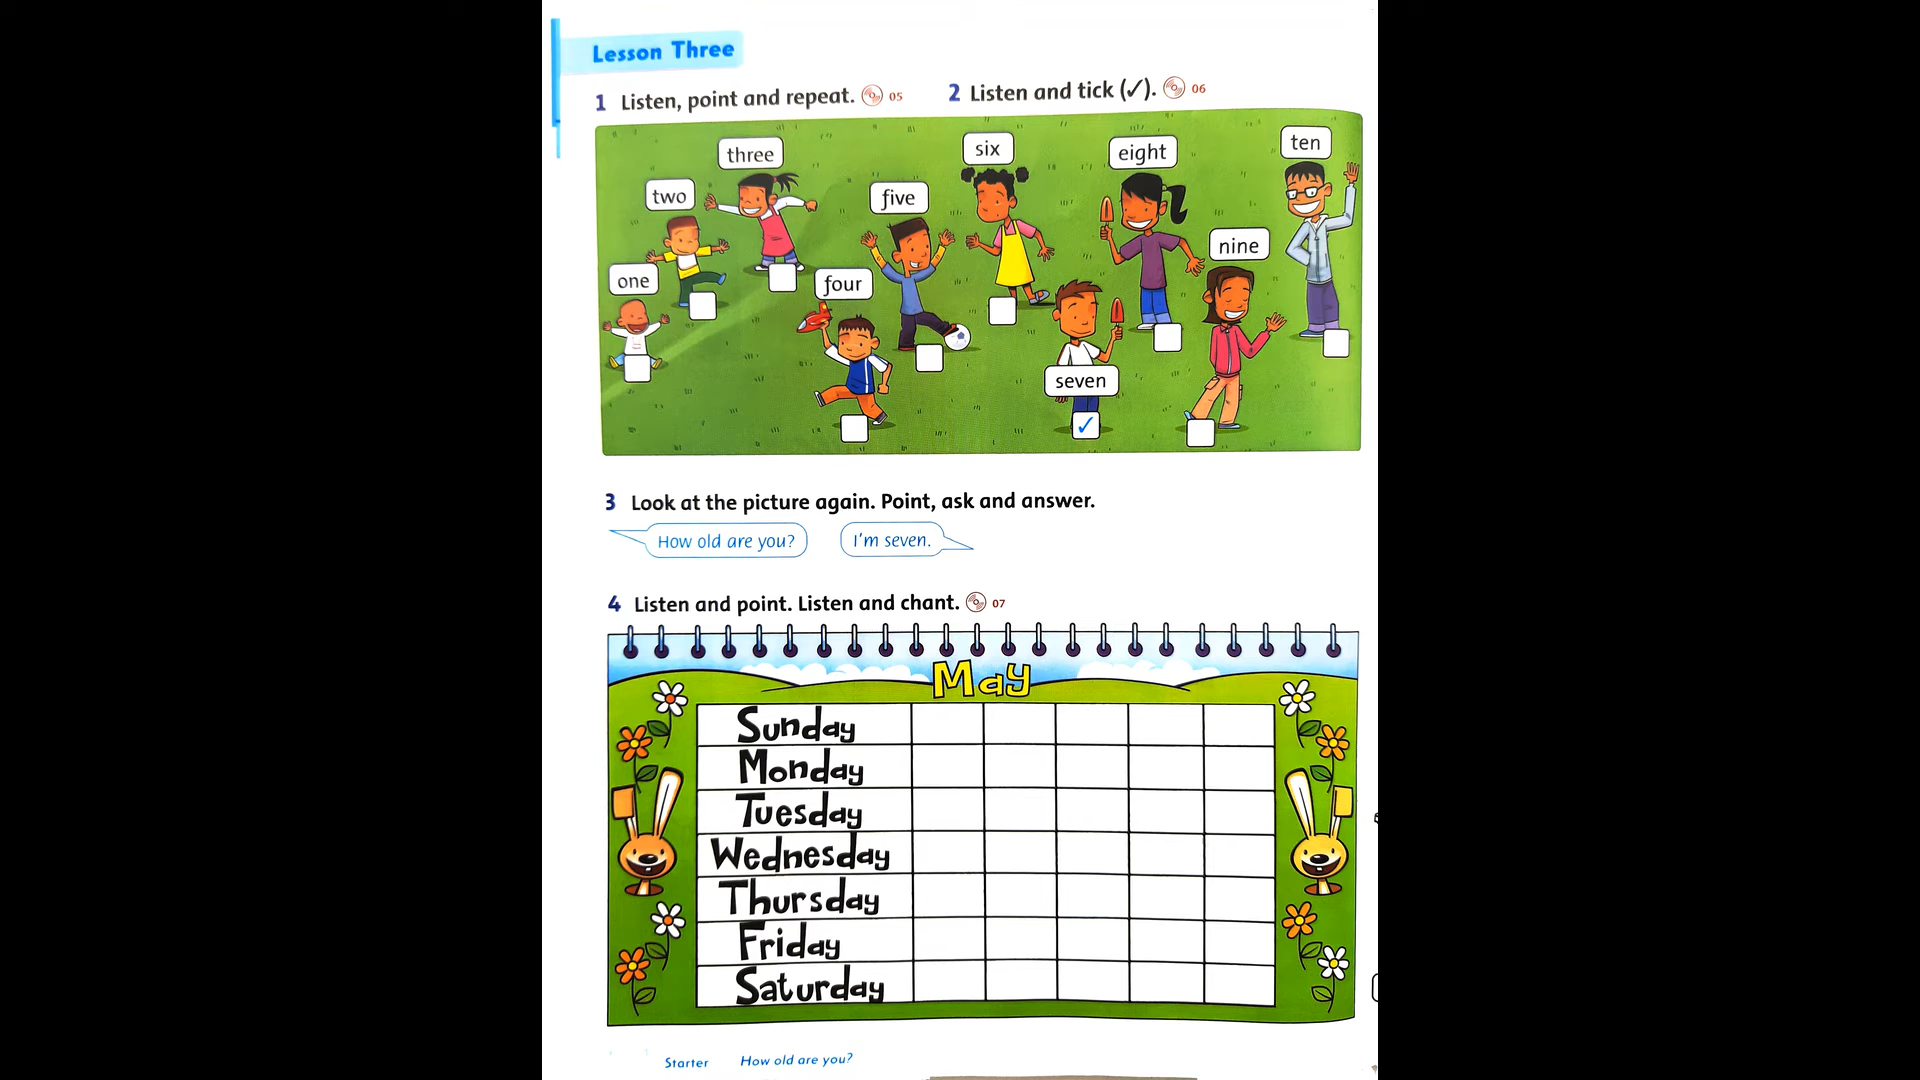 Lesson Three
1 Listen, point and repeat. 05
2 Listen and tick (✓). 06
one
two
three
four
five
six
seven
✓
eight
nine
ten
3 Look at the picture again. Point, ask and answer.
How old are you?
I'm seven.
4 Listen and point. Listen and chant. 07
May
Sunday
Monday
Tuesday
Wednesday
Thursday
Friday
Saturday
Starter How old are you?